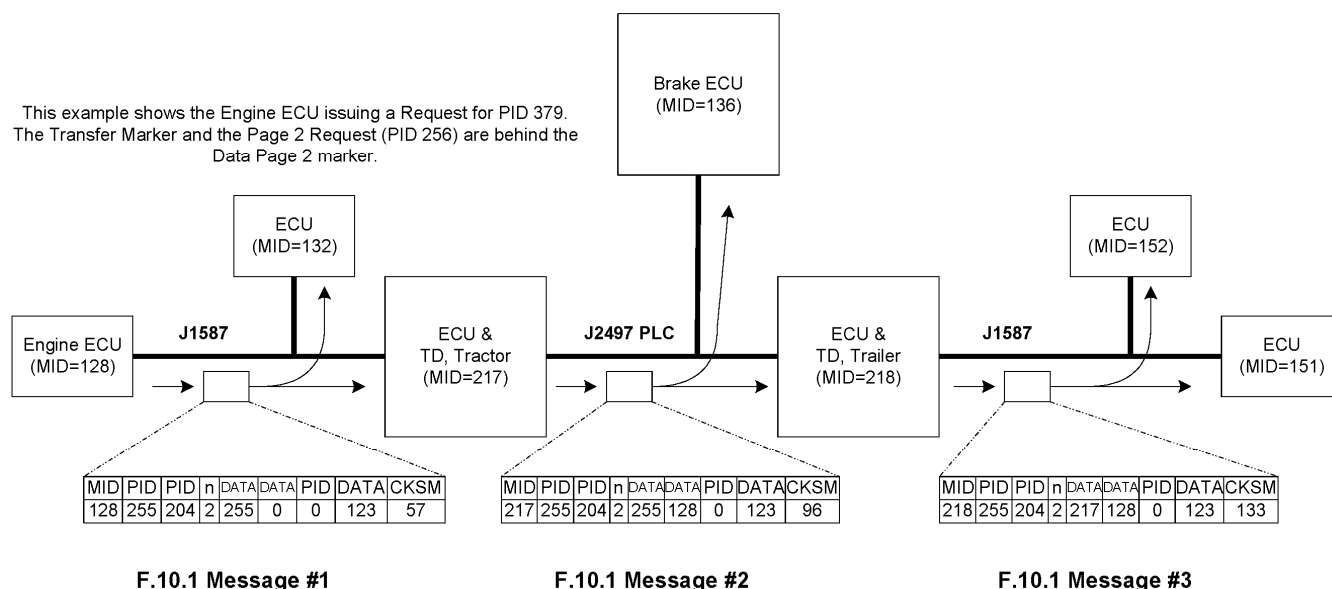 This example shows the Engine ECU issuing a Request for PID 379.
The Transfer Marker and the Page 2 Request (PID 256) are behind the
Data Page 2 marker.
Brake ECU
(MID=136)
ECU
(MID=132)
ECU
(MID=152)
Engine ECU
(MID=128)
J1587
ECU &
TD, Tractor
(MID=217)
J2497 PLC
ECU &
TD, Trailer
(MID=218)
J1587
ECU
(MID=151)
MID PID PID n DATA DATA PID DATA CKSM
128 255 204 2 255 0 0 123 57
MID PID PID n DATA DATA PID DATA CKSM
217 255 204 2 255 128 0 123 96
MID PID PID n DATA DATA PID DATA CKSM
218 255 204 2 217 128 0 123 133
F.10.1 Message #1
F.10.1 Message #2
F.10.1 Message #3